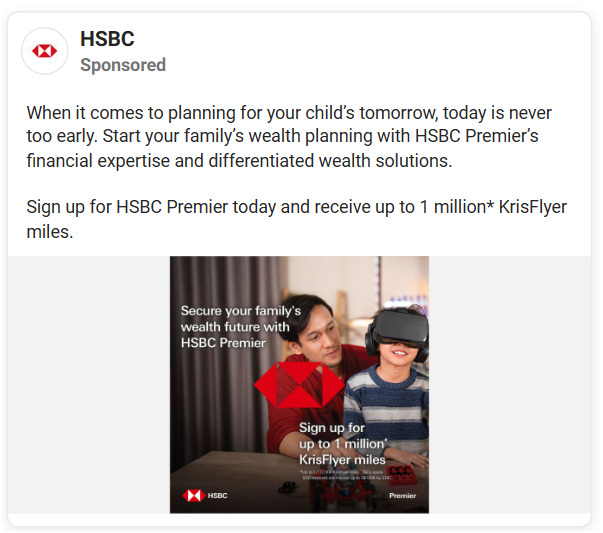 HSBC
Sponsored
When it comes to planning for your child’s tomorrow, today is never
too early. Start your family’s wealth planning with HSBC Premier’s
financial expertise and differentiated wealth solutions.
Sign up for HSBC Premier today and receive up to 1 million* KrisFlyer
miles.
Secure your family's
wealth future with
HSBC Premier
Sign up for
up to 1 million*
KrisFlyer miles
HSBC
Premier